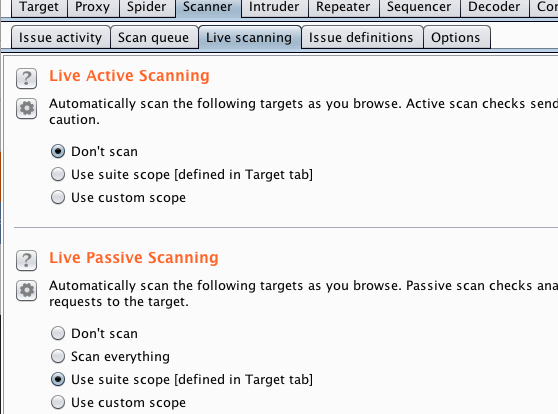 Target Proxy Spider Scanner Intruder Repeater Sequencer Decoder
Issue activity Scan queue Live scanning Issue definitions Options
? Live Active Scanning
Automatically scan the following targets as you browse. Active scan checks send
caution.
Don't scan
Use suite scope [defined in Target tab]
Use custom scope
? Live Passive Scanning
Automatically scan the following targets as you browse. Passive scan checks ana
requests to the target.
Don't scan
Scan everything
Use suite scope [defined in Target tab]
Use custom scope